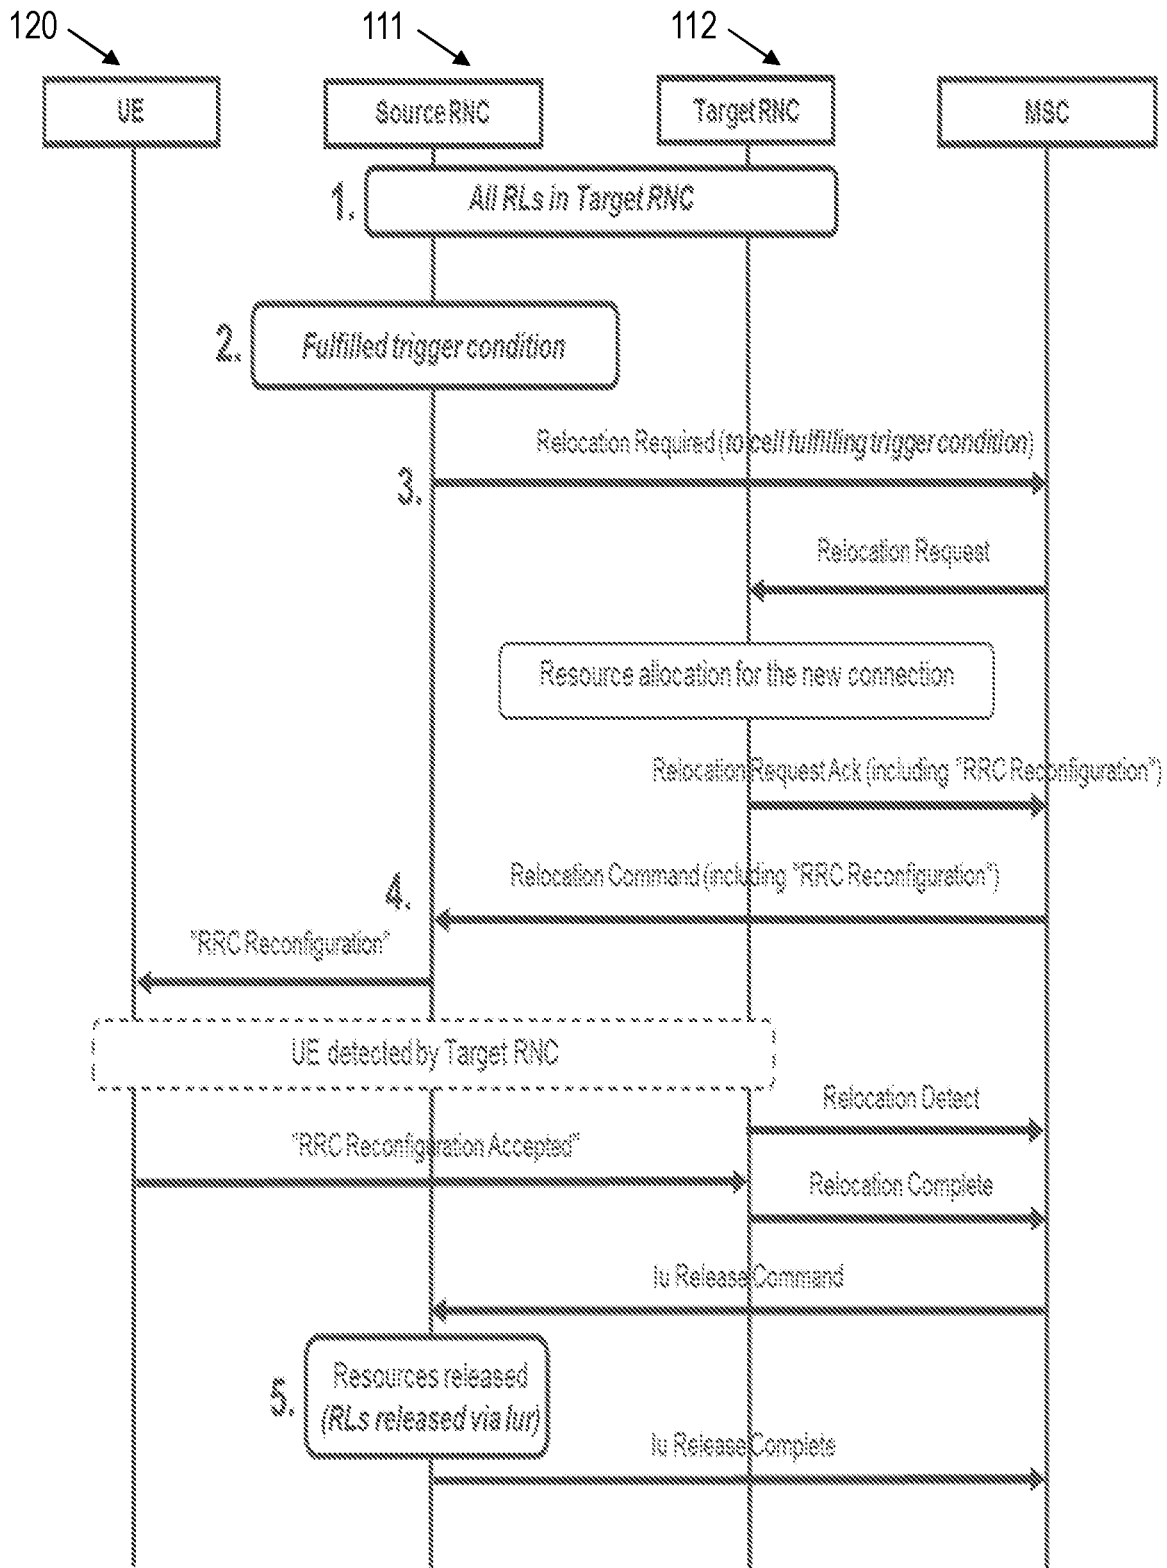 120
111
112
UE
Source RNC
Target RNC
MSC
1.
All RLs in Target RNC
2.
Fulfilled trigger condition
Relocation Required (to cell fulfilling trigger condition)
3.
Relocation Request
Resource allocation for the new connection
Relocation Request Ack (including "RRC Reconfiguration")
Relocation Command (including "RRC Reconfiguration")
4.
"RRC Reconfiguration"
UE detected by Target RNC
Relocation Detect
"RRC Reconfiguration Accepted"
Relocation Complete
Iu Release Command
5.
Resources released
(RLs released via Iur)
Iu Release Complete